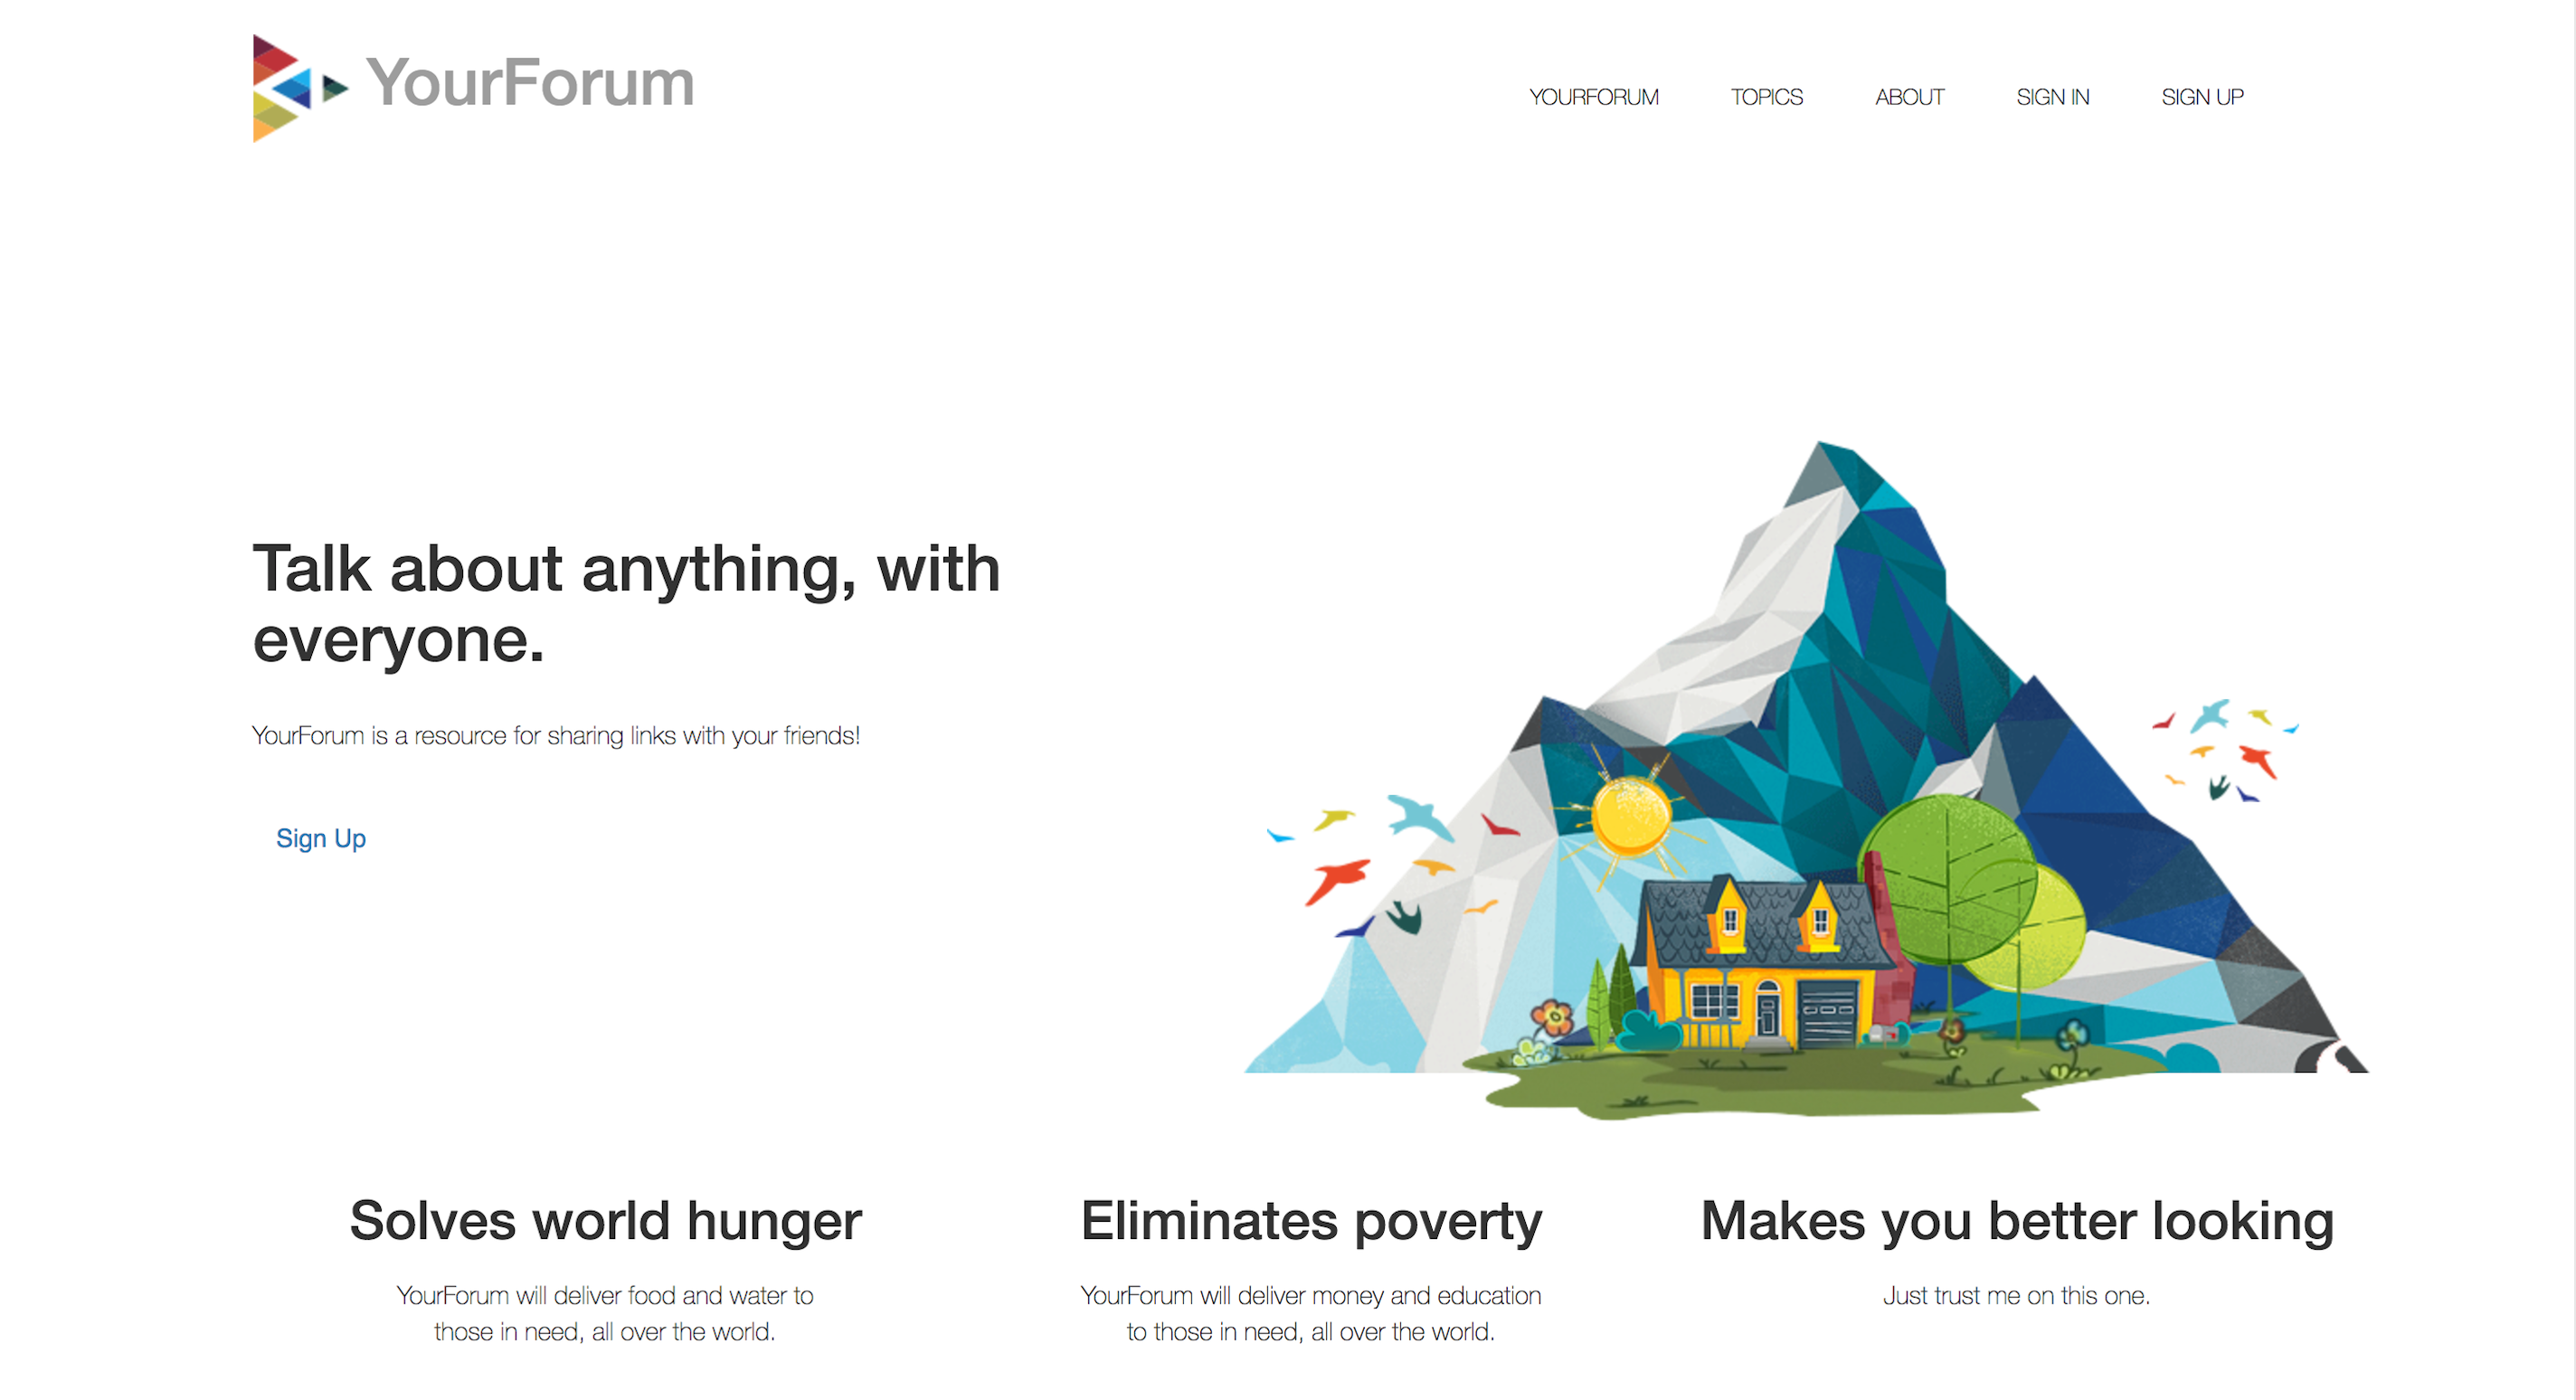 YourForum
YOURFORUM TOPICS ABOUT SIGN IN SIGN UP
Talk about anything, with
everyone.
YourForum is a resource for sharing links with your friends!
Sign Up
Solves world hunger
YourForum will deliver food and water to
those in need, all over the world.
Eliminates poverty
YourForum will deliver money and education
to those in need, all over the world.
Makes you better looking
Just trust me on this one.